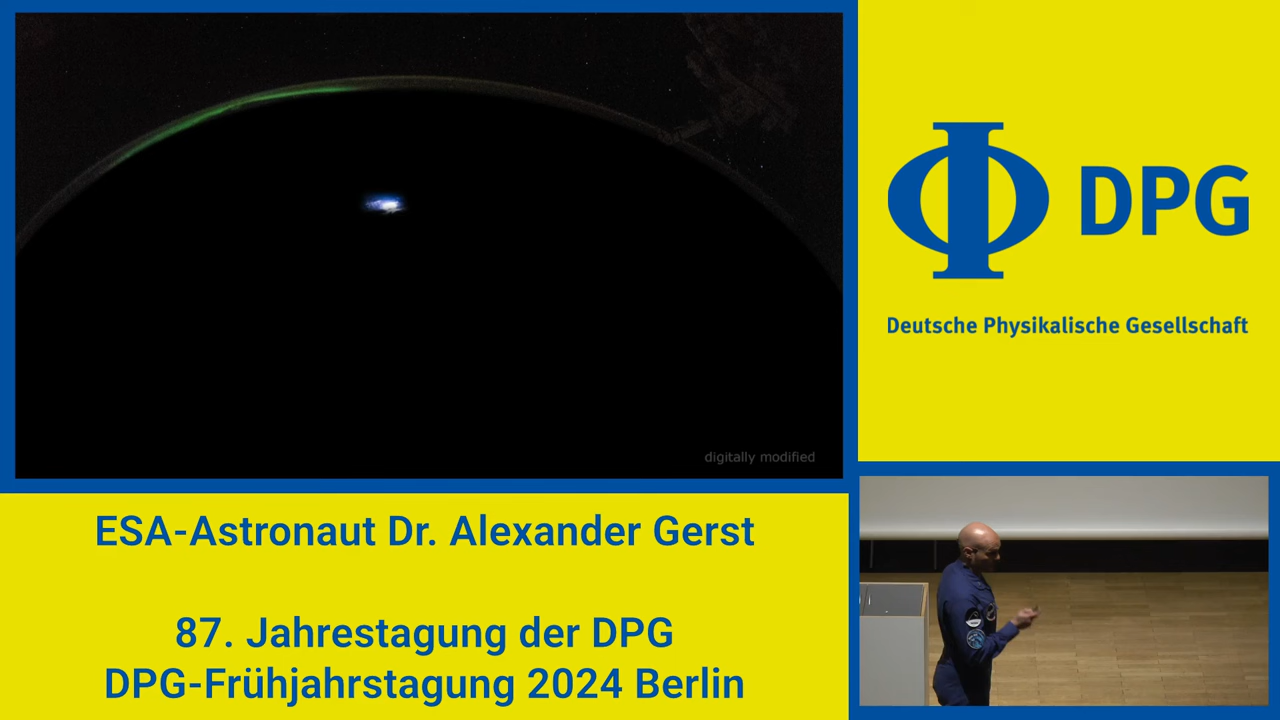 digitally modified
ESA-Astronaut Dr. Alexander Gerst
87. Jahrestagung der DPG
DPG-Frühjahrstagung 2024 Berlin
DPG
Deutsche Physikalische Gesellschaft